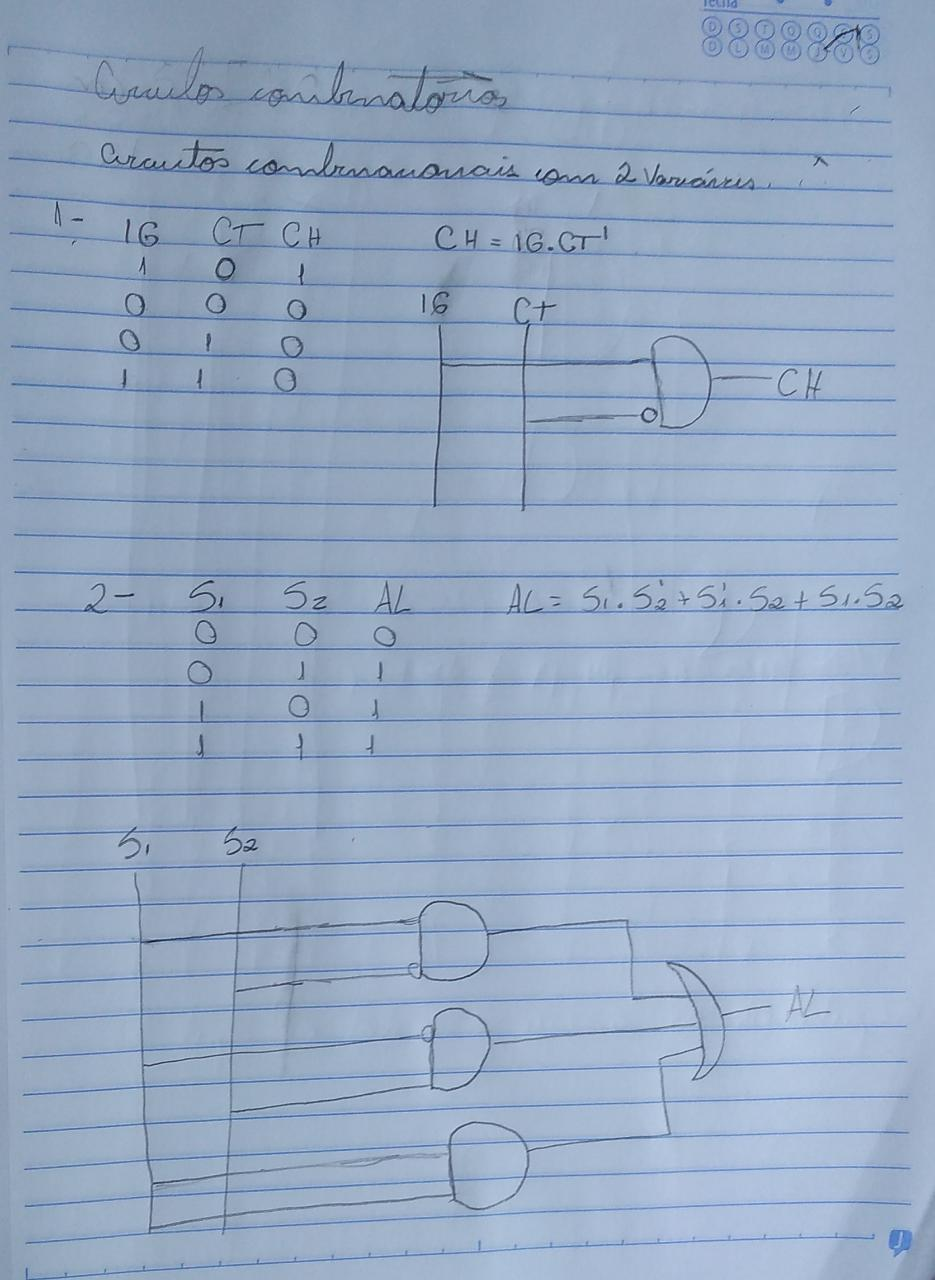 fecha
D S T Q Q S S
D L M M J V S
Circuitos combinatórios
Circuitos combinacionais com 2 Variáveis.
1- IG CT CH CH = IG.CT'
1 0 1
0 0 0
0 1 0
1 1 0
IG CT
CH
2- S1 S2 AL AL = S1.S2'+S1'.S2+S1.S2
0 0 0
0 1 1
1 0 1
1 1 1
S1 S2
AL